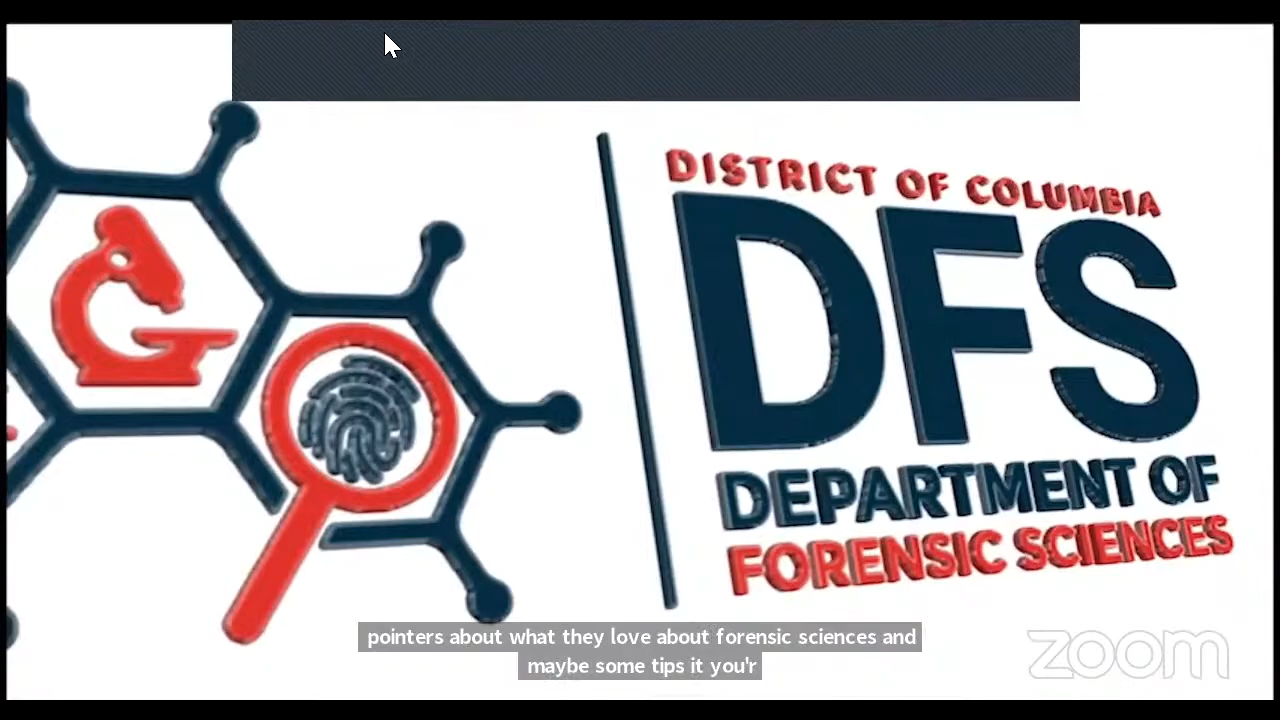 DISTRICT OF COLUMBIA
DFS
DEPARTMENT OF
FORENSIC SCIENCES
pointers about what they love about forensic sciences and
maybe some tips it you'r
zoom